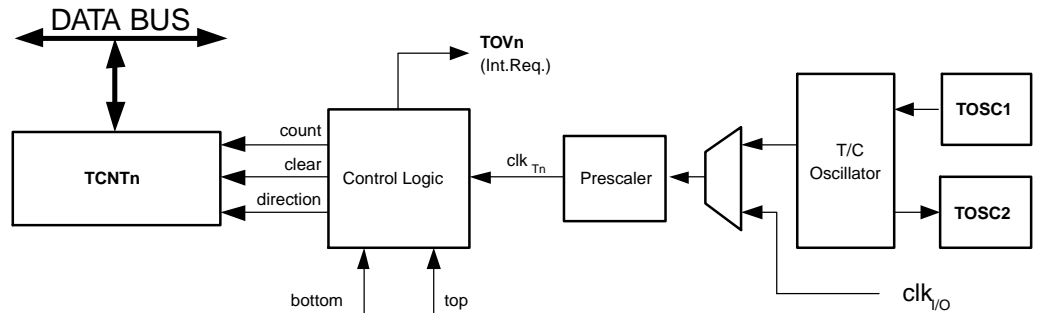 DATA BUS
TOVn
(Int.Req.)
TOSC1
count
TCNTn
clear
Control Logic
clk Tn
Prescaler
T/C
Oscillator
direction
TOSC2
bottom
top
clk I/O